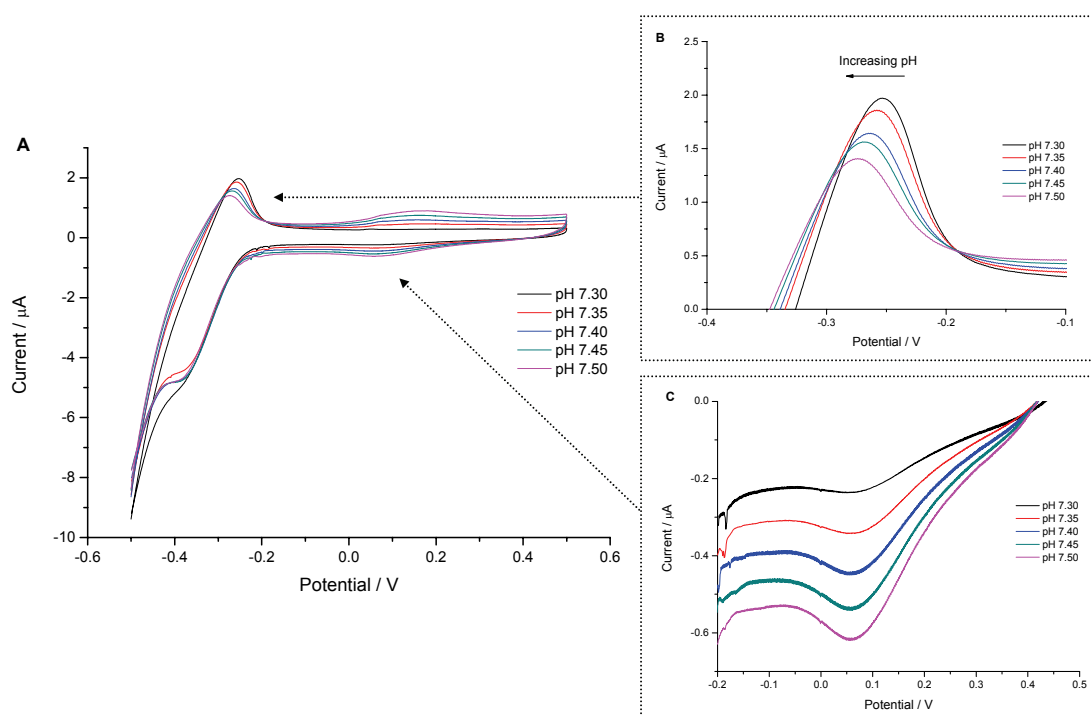 A
Current / μA
2
0
-2
-4
-6
-8
-10
-0.6
-0.4
-0.2
0.0
0.2
0.4
0.6
Potential / V
pH 7.30
pH 7.35
pH 7.40
pH 7.45
pH 7.50
B
Increasing pH
Current / μA
2.5
2.0
1.5
1.0
0.5
0.0
-0.4
-0.3
-0.2
-0.1
Potential / V
pH 7.30
pH 7.35
pH 7.40
pH 7.45
pH 7.50
C
Current / μA
0.0
-0.2
-0.4
-0.6
-0.2
-0.1
0.0
0.1
0.2
0.3
0.4
0.5
Potential / V
pH 7.30
pH 7.35
pH 7.40
pH 7.45
pH 7.50